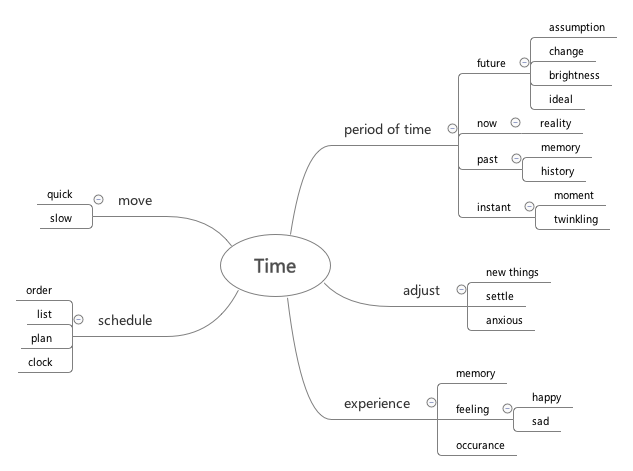 Time
period of time
future
assumption
change
brightness
ideal
now
reality
past
memory
history
instant
moment
twinkling
adjust
new things
settle
anxious
experience
memory
feeling
happy
sad
occurance
move
quick
slow
schedule
order
list
plan
clock